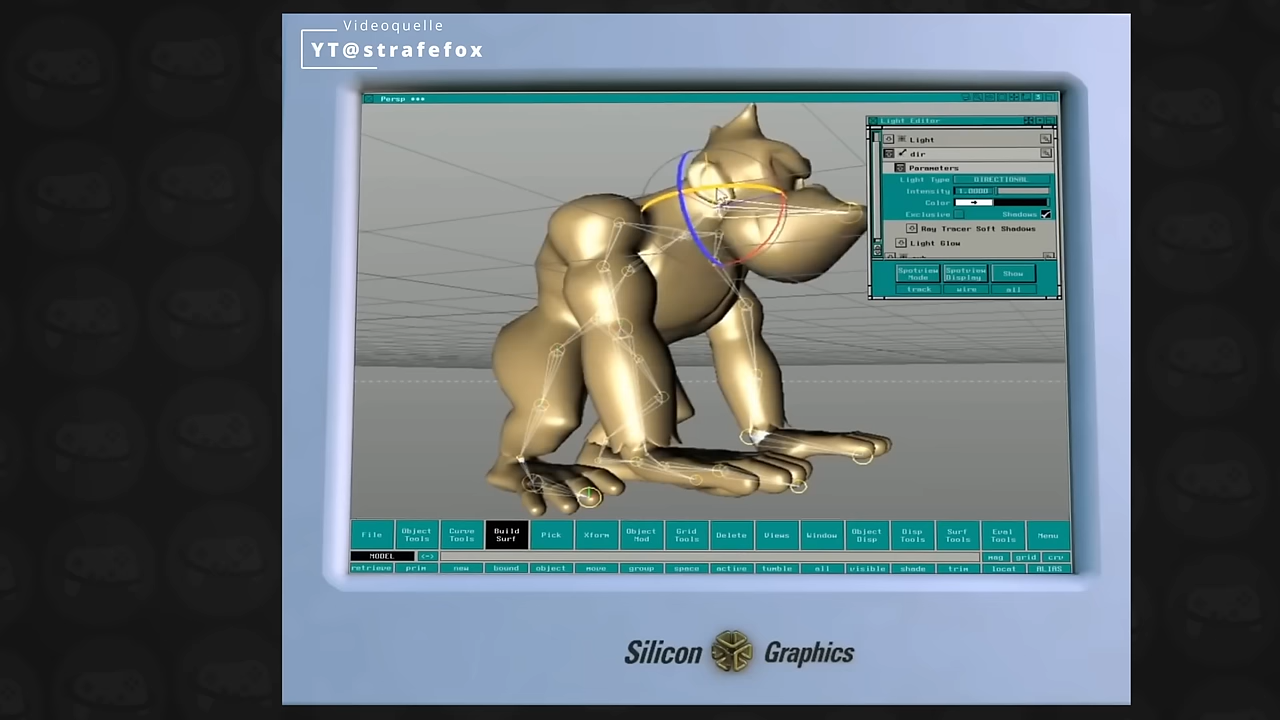 Videoquelle
YT@strafefox
Persp
Light Editor
Light
dir
Parameters
Light Type DIRECTIONAL
Intensity 1.0000
Color
Exclusive Shadows
Ray Tracer Soft Shadows
Light Glow
Spotview Mode Spotview Display Show
track wire all
File Object Tools Curve Tools Build Surf Pick Xform Object Mod Grid Tools Delete Views Window Object Disp Disp Tools Surf Tools Eval Tools Menu
MODEL <-> mag grid crv
retrieve prim new bound object move group space active tumble all visible shade trim locat ALIAS
Silicon Graphics